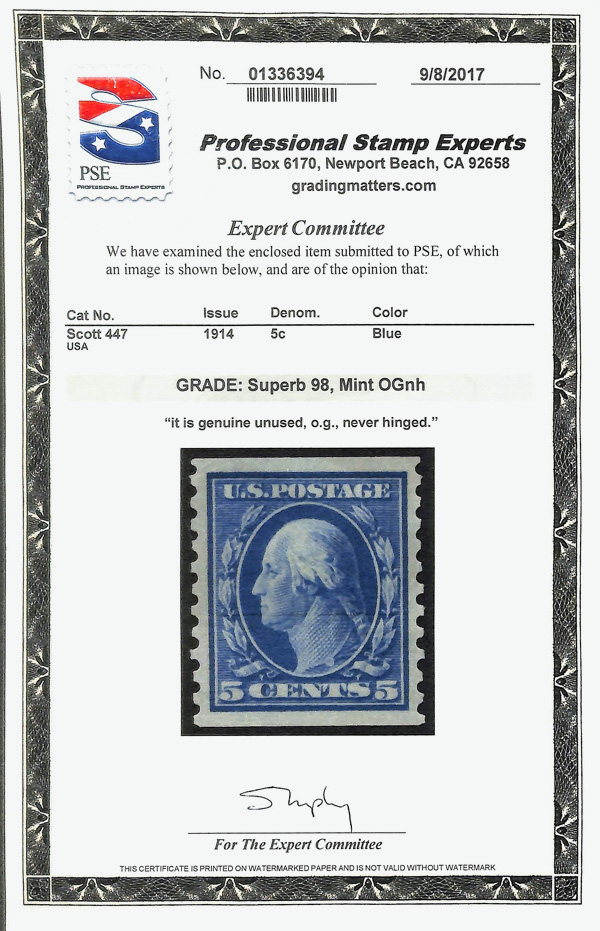 No. 01336394 9/8/2017
PSE
PROFESSIONAL STAMP EXPERTS
Professional Stamp Experts
P.O. Box 6170, Newport Beach, CA 92658
gradingmatters.com
Expert Committee
We have examined the enclosed item submitted to PSE, of which
an image is shown below, and are of the opinion that:
Cat No. Issue Denom. Color
Scott 447 1914 5c Blue
USA
GRADE: Superb 98, Mint OGnh
“it is genuine unused, o.g., never hinged.”
U.S. POSTAGE
5 CENTS 5
For The Expert Committee
THIS CERTIFICATE IS PRINTED ON WATERMARKED PAPER AND IS NOT VALID WITHOUT WATERMARK